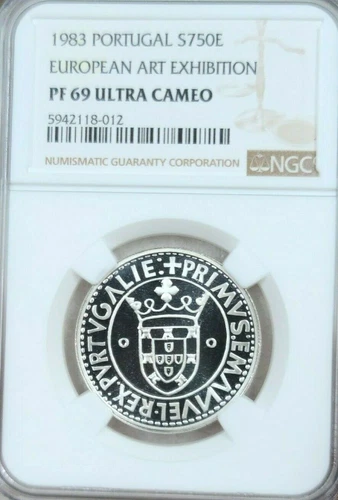 1983 PORTUGAL S750E
EUROPEAN ART EXHIBITION
PF 69 ULTRA CAMEO
5942118-012
NUMISMATIC GUARANTY CORPORATION
NGC
+PRIMVS:EMANVEL:REX:PVRTVGALIE: